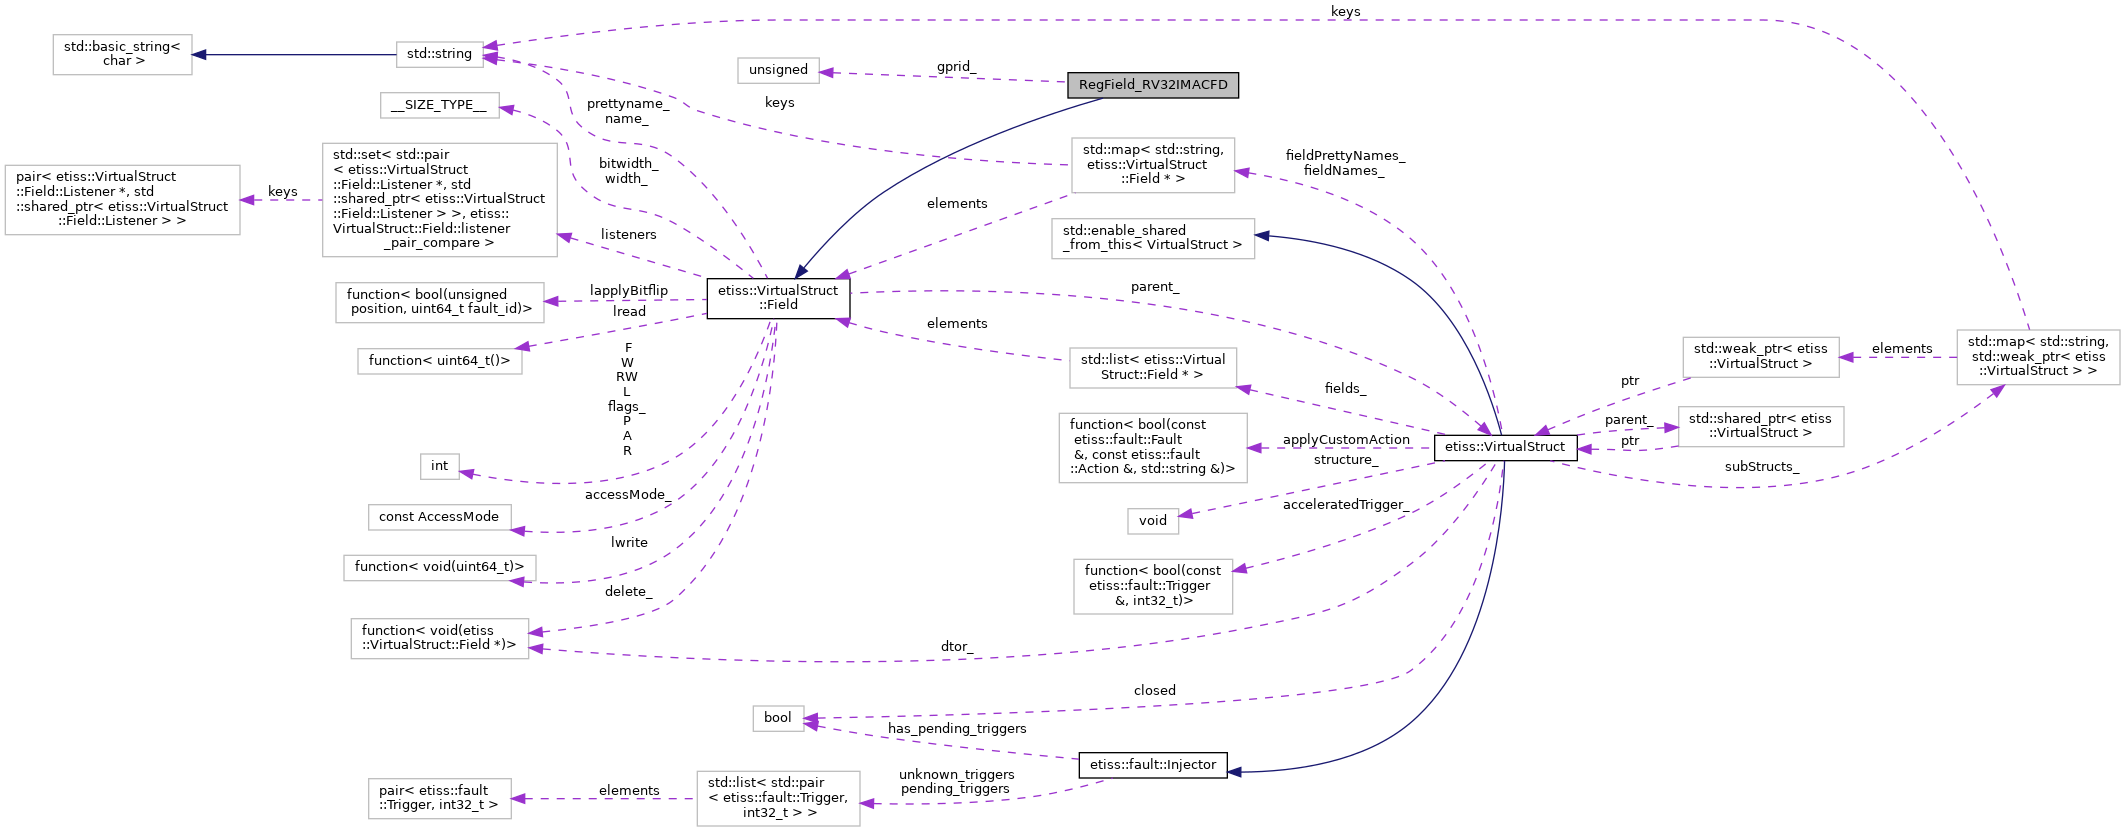 keys
std::basic_string<
char >
std::string
unsigned
gprid_
RegField_RV32IMACFD
__SIZE_TYPE__
prettyname_
name_
keys
std::map< std::string,
etiss::VirtualStruct
::Field * >
fieldPrettyNames_
fieldNames_
pair< etiss::VirtualStruct
::Field::Listener *, std
::shared_ptr< etiss::VirtualStruct
::Field::Listener > >
keys
std::set< std::pair
< etiss::VirtualStruct
::Field::Listener *, std
::shared_ptr< etiss::VirtualStruct
::Field::Listener > >, etiss::
VirtualStruct::Field::listener
_pair_compare >
bitwidth_
width_
listeners
elements
std::enable_shared
_from_this< VirtualStruct >
function< bool(unsigned
position, uint64_t fault_id)>
lapplyBitflip
lread
etiss::VirtualStruct
::Field
parent_
elements
function< uint64_t()>
F
W
RW
L
flags_
P
A
R
std::list< etiss::Virtual
Struct::Field * >
fields_
std::weak_ptr< etiss
::VirtualStruct >
elements
std::map< std::string,
std::weak_ptr< etiss
::VirtualStruct > >
ptr
function< bool(const
etiss::fault::Fault
&, const etiss::fault
::Action &, std::string &)>
applyCustomAction
etiss::VirtualStruct
parent_
ptr
std::shared_ptr< etiss
::VirtualStruct >
subStructs_
int
structure_
void
acceleratedTrigger_
const AccessMode
accessMode_
function< void(uint64_t)>
lwrite
function< bool(const
etiss::fault::Trigger
&, int32_t)>
delete_
function< void(etiss
::VirtualStruct::Field *)>
dtor_
closed
bool
has_pending_triggers
etiss::fault::Injector
unknown_triggers
pending_triggers
pair< etiss::fault
::Trigger, int32_t >
elements
std::list< std::pair
< etiss::fault::Trigger,
int32_t > >